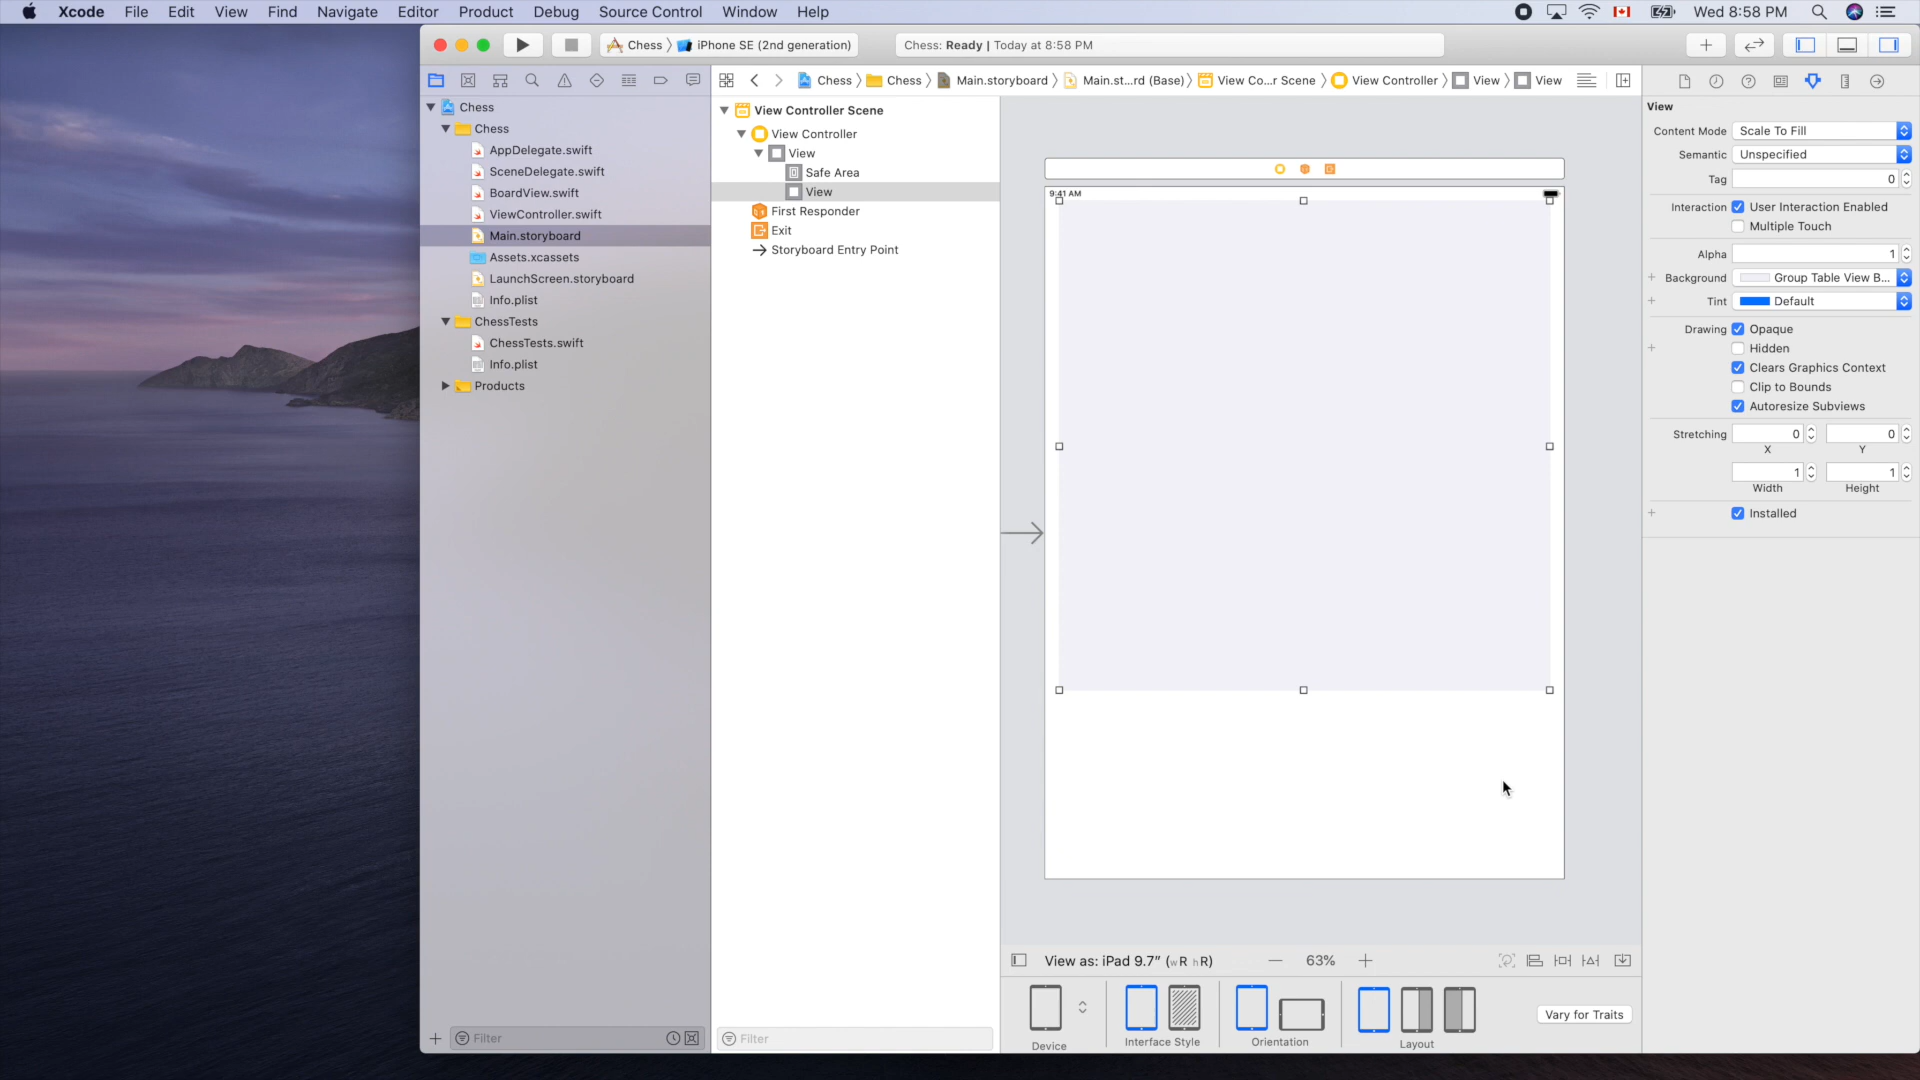 Xcode File Edit View Find Navigate Editor Product Debug Source Control Window Help Wed 8:58 PM
Chess iPhone SE (2nd generation)
Chess: Ready | Today at 8:58 PM
Chess Chess Main.storyboard Main.st...rd (Base) View Co...r Scene View Controller View View
Chess
Chess
AppDelegate.swift
SceneDelegate.swift
BoardView.swift
ViewController.swift
Main.storyboard
Assets.xcassets
LaunchScreen.storyboard
Info.plist
ChessTests
ChessTests.swift
Info.plist
Products
Filter
View Controller Scene
View Controller
View
Safe Area
View
First Responder
Exit
Storyboard Entry Point
Filter
9:41 AM
View as: iPad 9.7" (wR hR)
63%
Device
Interface Style
Orientation
Layout
Vary for Traits
View
Content Mode Scale To Fill
Semantic Unspecified
Tag 0
Interaction User Interaction Enabled
Multiple Touch
Alpha 1
+ Background Group Table View B...
+ Tint Default
Drawing Opaque
+ Hidden
Clears Graphics Context
Clip to Bounds
Autoresize Subviews
Stretching 0 0
X Y
1 1
Width Height
+ Installed